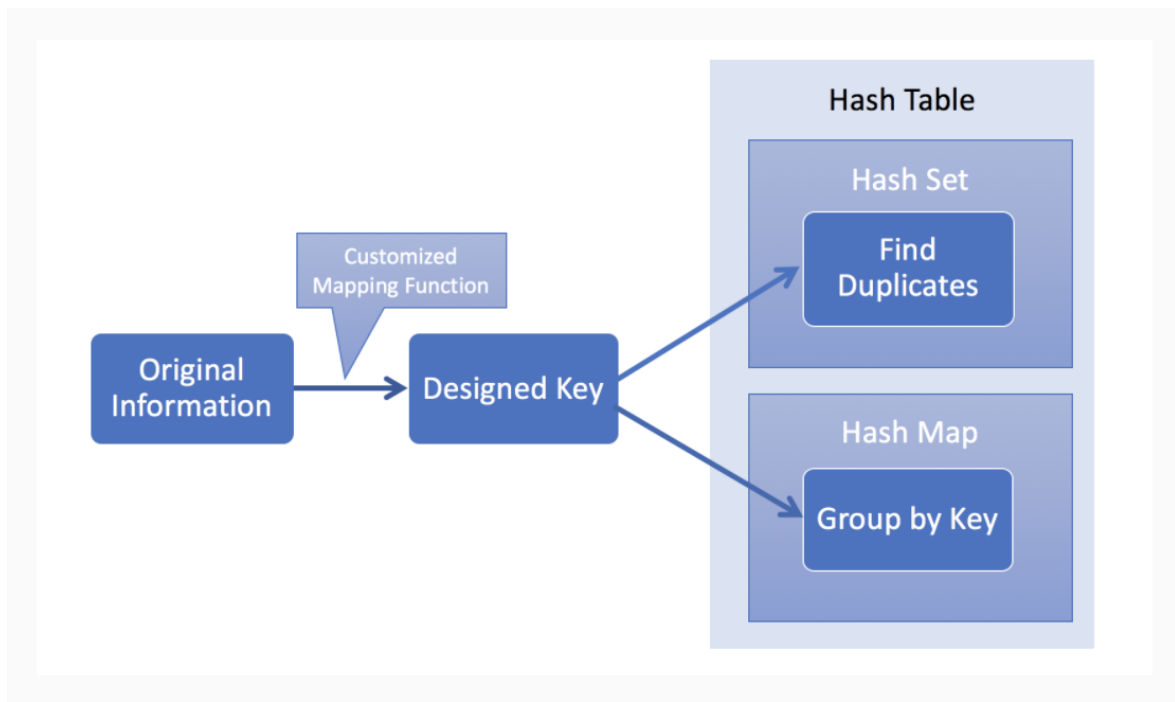 Hash Table
Hash Set
Find
Duplicates
Customized
Mapping Function
Original
Information
Designed Key
Hash Map
Group by Key